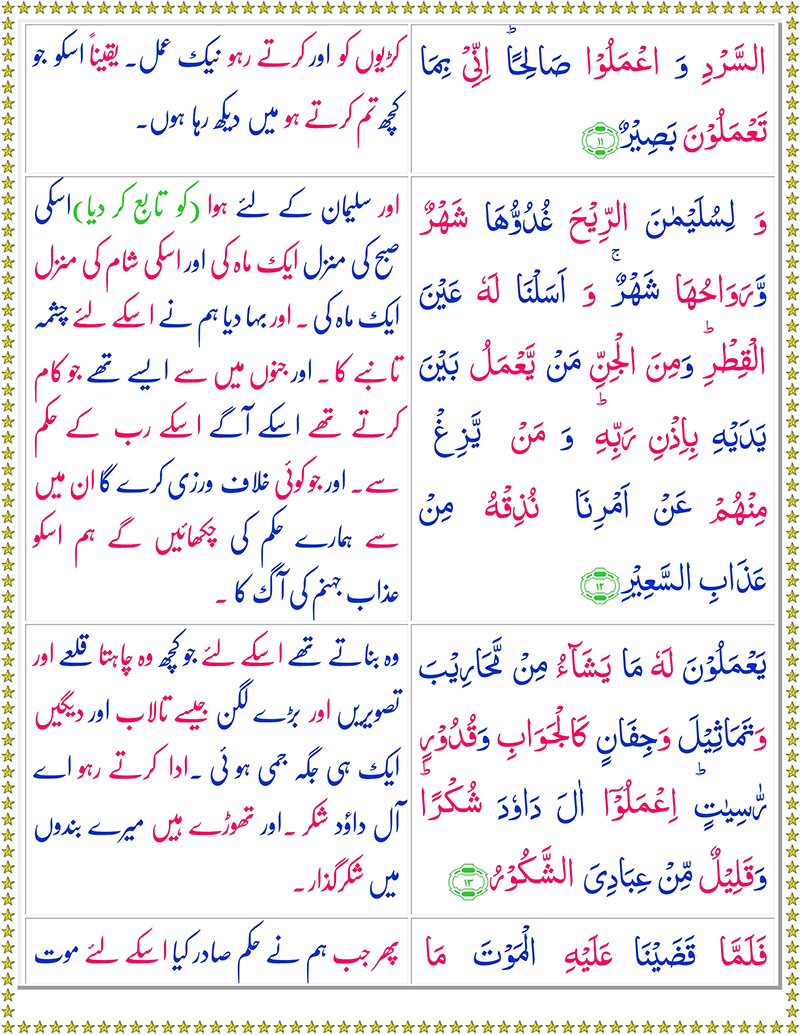 السَّرْدِ وَ اعْمَلُوْا صَالِحًا ؕ اِنِّیْ بِمَا
تَعْمَلُوْنَ بَصِیْرٌ ۱۱
کڑیوں کو اور کرتے رہو نیک عمل۔ یقیناً اسکو جو
کچھ تم کرتے ہو میں دیکھ رہا ہوں۔
وَ لِسُلَیْمٰنَ الرِّیْحَ غُدُوُّهَا شَهْرٌ
وَّرَوَاحُهَا شَهْرٌ ۚ وَ اَسَلْنَا لَهٗ عَیْنَ
الْقِطْرِ ؕ وَمِنَ الْجِنِّ مَنْ یَّعْمَلُ بَیْنَ
یَدَیْهِ بِاِذْنِ رَبِّهٖ ؕ وَ مَنْ یَّزِغْ
مِنْهُمْ عَنْ اَمْرِنَا نُذِقْهُ مِنْ
عَذَابِ السَّعِیْرِ ۱۲
اور سلیمان کے لئے ہوا (کو تابع کر دیا) اسکی
صبح کی منزل ایک ماہ کی اور اسکی شام کی منزل
ایک ماہ کی ۔ اور بہا دیا ہم نے اسکے لئے چشمہ
تانبے کا ۔ اور جنوں میں سے ایسے تھے جو کام
کرتے تھے اسکے آگے اسکے رب کے حکم
سے۔ اور جو کوئی خلاف ورزی کرے گا ان میں
سے ہمارے حکم کی چکھائیں گے ہم اسکو
عذاب جہنم کی آگ کا ۔
یَعْمَلُوْنَ لَهٗ مَا یَشَآءُ مِنْ مَّحَارِیْبَ
وَتَمَاثِیْلَ وَجِفَانٍ كَالْجَوَابِ وَقُدُوْرٍ
رّٰسِیٰتٍ ؕ اِعْمَلُوْۤا اٰلَ دَاوٗدَ شُكْرًا ؕ
وَقَلِیْلٌ مِّنْ عِبَادِیَ الشَّكُوْرُ ۱۳
وہ بناتے تھے اسکے لئے جو کچھ وہ چاہتا قلعے اور
تصویریں اور بڑے لگن جیسے تالاب اور دیگیں
ایک ہی جگہ جمی ہوئی ۔ ادا کرتے رہو اے
آل داؤد شکر ۔ اور تھوڑے ہیں میرے بندوں
میں شکرگذار ۔
فَلَمَّا قَضَیْنَا عَلَیْهِ الْمَوْتَ مَا
پھر جب ہم نے حکم صادر کیا اسکے لئے موت